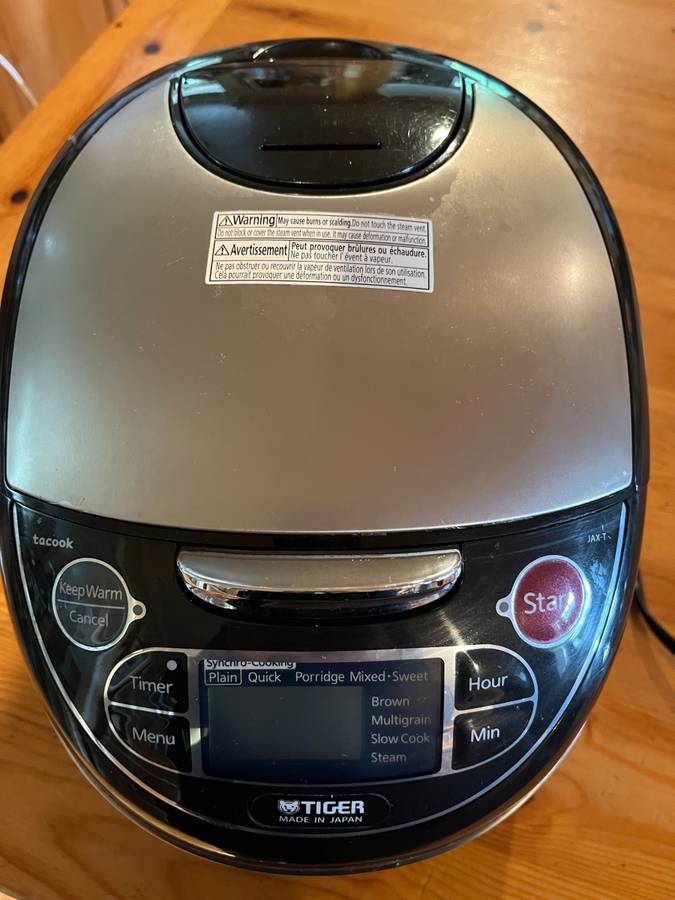 Warning May cause burns or scalding. Do not touch the steam vent.
Do not block or cover the steam vent when in use. It may cause deformation or malfunction.
Avertissement Peut provoquer brûlures ou échaudure.
Ne pas toucher l'évent à vapeur.
Ne pas obstruer ou recouvrir la vapeur de ventilation lors de son utilisation.
Cela pourrait provoquer une déformation ou un dysfonctionnement.
tacook
JAX-T
Keep Warm
Cancel
Start
Synchro-Cooking
Plain Quick Porridge Mixed•Sweet
Timer
Hour
Brown
Multigrain
Menu
Min
Slow Cook
Steam
TIGER
MADE IN JAPAN